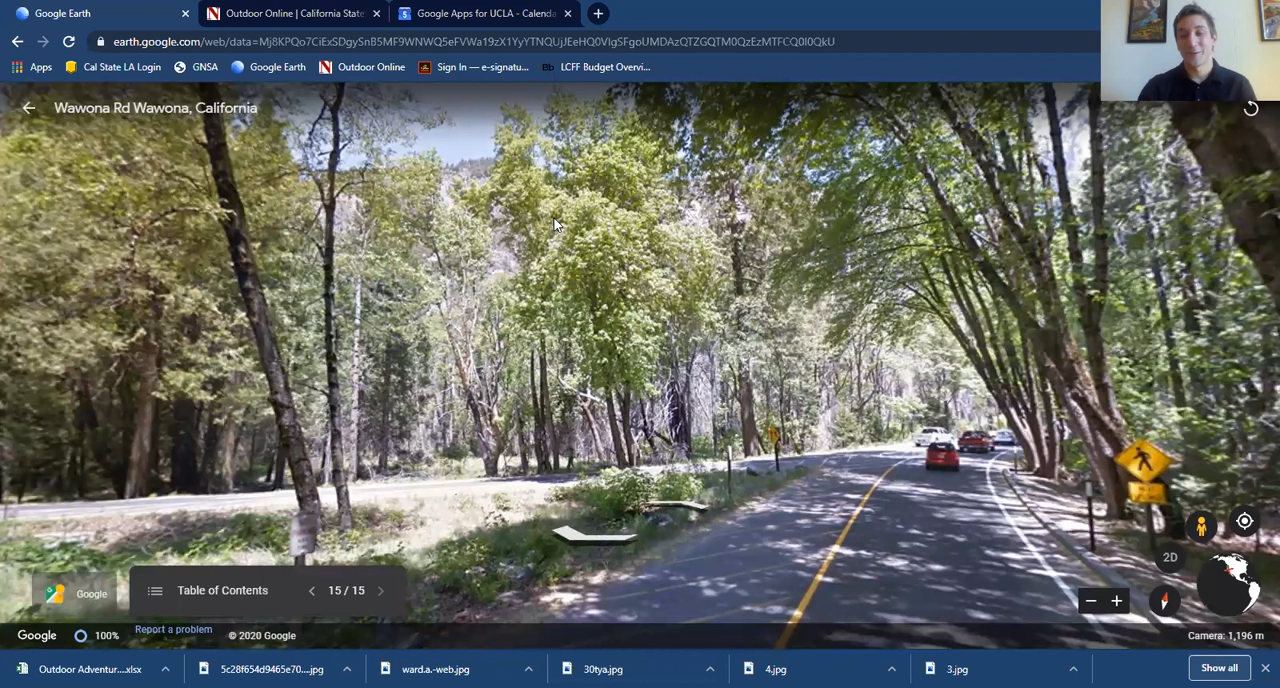 Google Earth
Outdoor Online | California State
Google Apps for UCLA - Calenda
earth.google.com/web/data=Mj8KPQo7CiExSDgySnB5MF9WNWQ5eFVWa19zX1YyYTNQUjJEeHQ0VlgSFgoUMDAzQTZGQTM0QzEzMTFCQ0I0QkU
Apps
Cal State LA Login
GNSA
Google Earth
Outdoor Online
Sign In — e-signatu...
Bb
LCFF Budget Overvi...
Wawona Rd Wawona, California
2D
Google
Table of Contents
15 / 15
Google
100%
Report a problem
© 2020 Google
Camera: 1,196 m
Outdoor Adventur....xlsx
5c28f654d9465e70....jpg
ward.a.-web.jpg
30tya.jpg
4.jpg
3.jpg
Show all